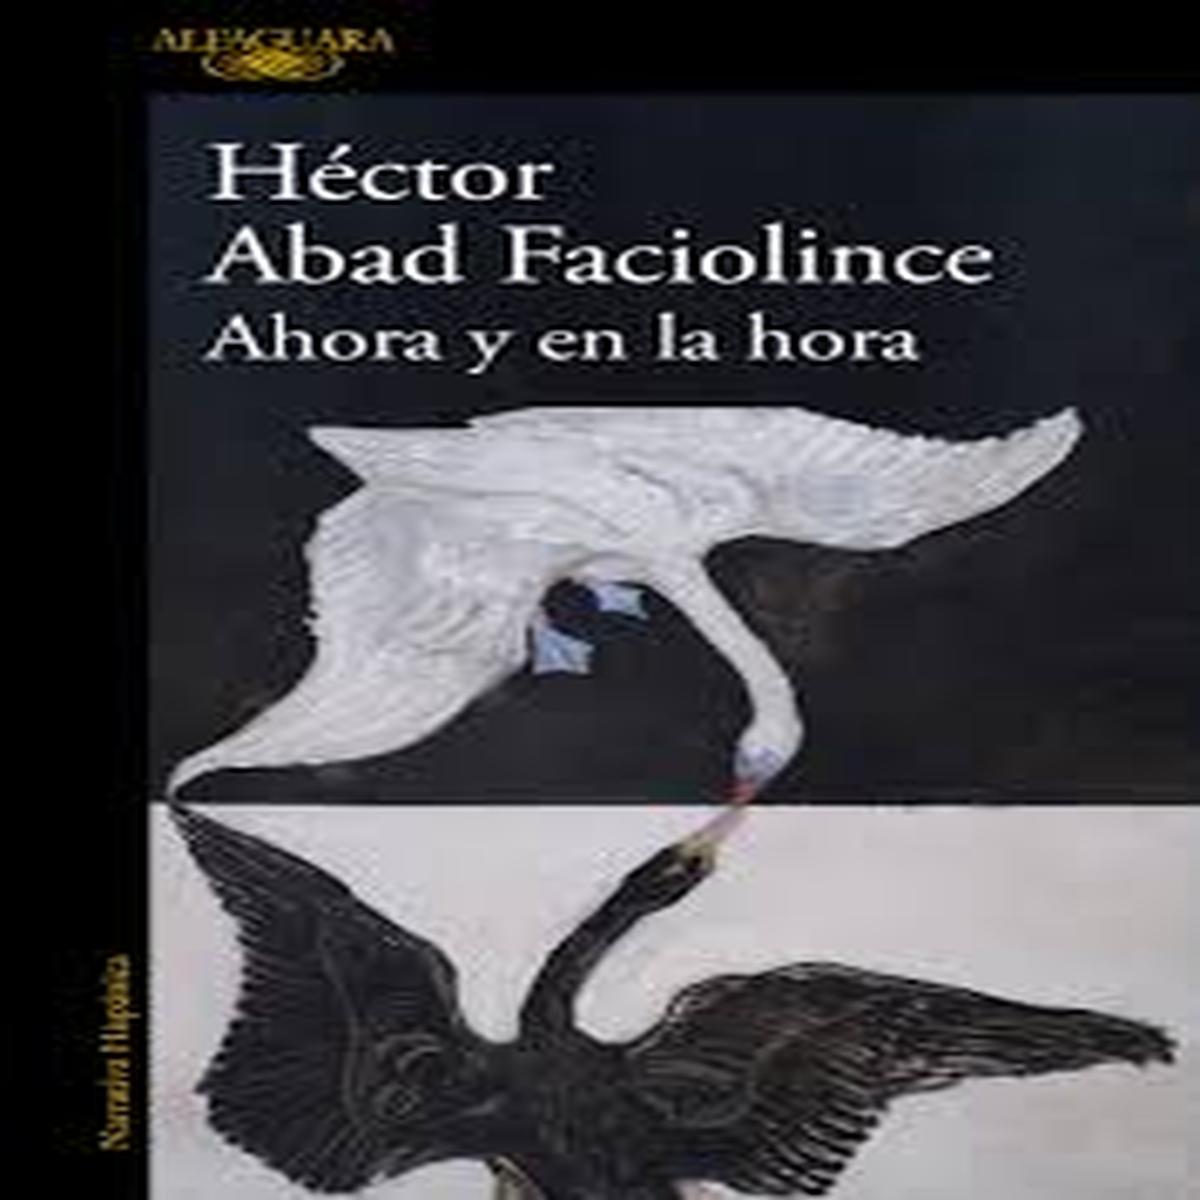 ALFAGUARA
Héctor
Abad Faciolince
Ahora y en la hora
Narrativa Hispánica